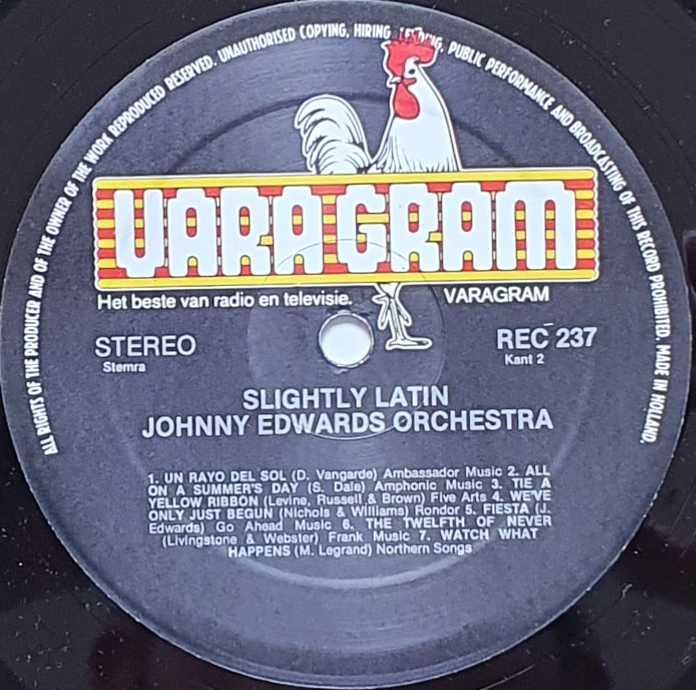 ALL RIGHTS OF THE PRODUCER AND OF THE OWNER OF THE WORK REPRODUCED RESERVED. UNAUTHORISED COPYING, HIRING, LENDING, PUBLIC PERFORMANCE AND BROADCASTING OF THIS RECORD PROHIBITED. MADE IN HOLLAND.
VARAGRAM
Het beste van radio en televisie. VARAGRAM
STEREO REC 237
Stemra Kant 2
SLIGHTLY LATIN
JOHNNY EDWARDS ORCHESTRA
1. UN RAYO DEL SOL (D. Vangarde) Ambassador Music 2. ALL
ON A SUMMER'S DAY (S. Dale) Amphonic Music 3. TIE A
YELLOW RIBBON (Levine, Russell & Brown) Five Arts 4. WE'VE
ONLY JUST BEGUN (Nichols & Williams) Rondor 5. FIESTA (J.
Edwards) Go Ahead Music 6. THE TWELFTH OF NEVER
(Livingstone & Webster) Frank Music 7. WATCH WHAT
HAPPENS (M. Legrand) Northern Songs